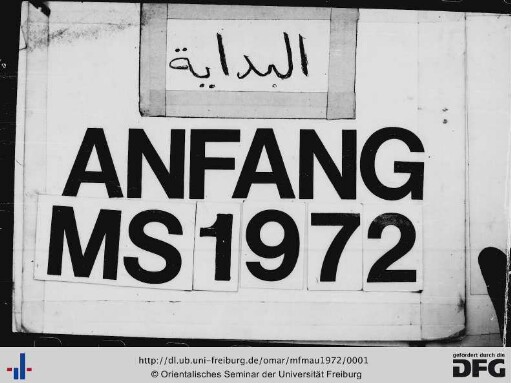 البداية
ANFANG
MS 1972
http://dl.ub.uni-freiburg.de/omar/mfmau1972/0001
© Orientalisches Seminar der Universität Freiburg
gefördert durch die
DFG